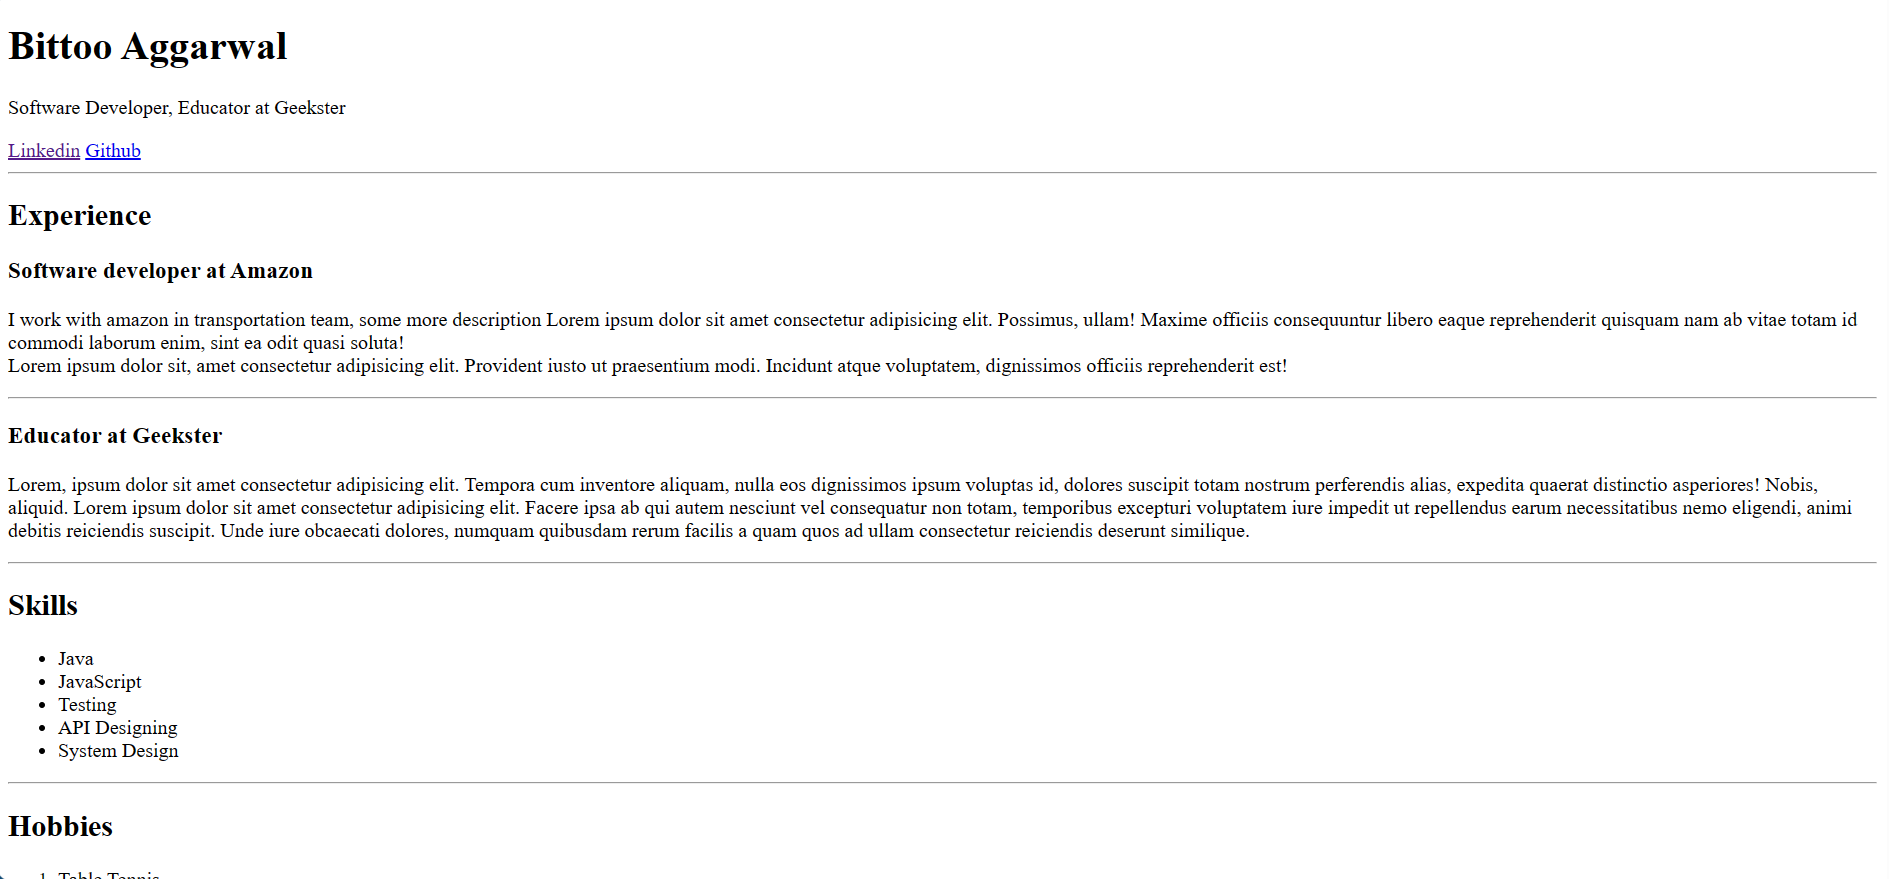 Bittoo Aggarwal
Software Developer, Educator at Geekster
Linkedin Github
Experience
Software developer at Amazon
I work with amazon in transportation team, some more description Lorem ipsum dolor sit amet consectetur adipisicing elit. Possimus, ullam! Maxime officiis consequuntur libero eaque reprehenderit quisquam nam ab vitae totam id
commodi laborum enim, sint ea odit quasi soluta!
Lorem ipsum dolor sit, amet consectetur adipisicing elit. Provident iusto ut praesentium modi. Incidunt atque voluptatem, dignissimos officiis reprehenderit est!
Educator at Geekster
Lorem, ipsum dolor sit amet consectetur adipisicing elit. Tempora cum inventore aliquam, nulla eos dignissimos ipsum voluptas id, dolores suscipit totam nostrum perferendis alias, expedita quaerat distinctio asperiores! Nobis,
aliquid. Lorem ipsum dolor sit amet consectetur adipisicing elit. Facere ipsa ab qui autem nesciunt vel consequatur non totam, temporibus excepturi voluptatem iure impedit ut repellendus earum necessitatibus nemo eligendi, animi
debitis reiciendis suscipit. Unde iure obcaecati dolores, numquam quibusdam rerum facilis a quam quos ad ullam consectetur reiciendis deserunt similique.
Skills
• Java
• JavaScript
• Testing
• API Designing
• System Design
Hobbies
1. Table Tennis